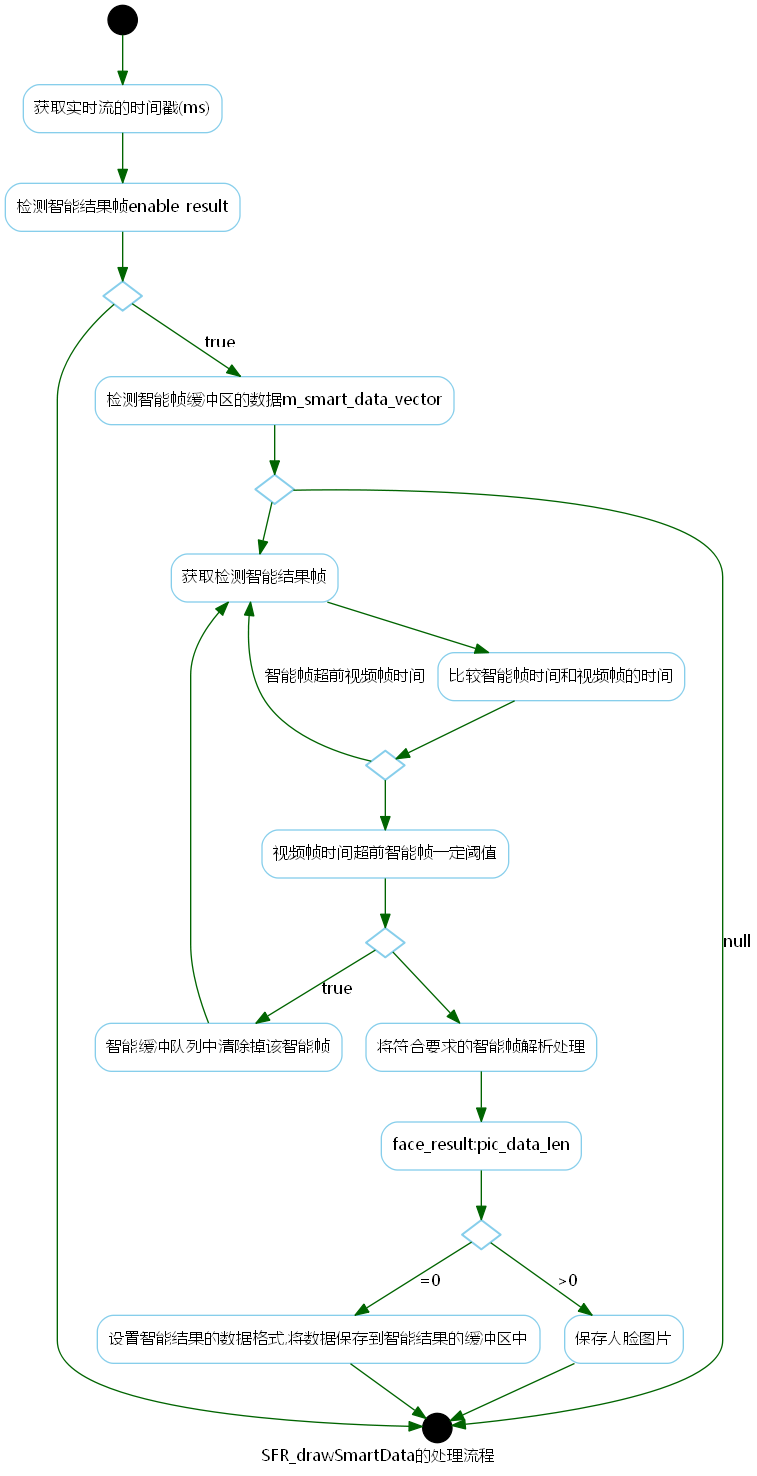 获取实时流的时间戳(ms)
检测智能结果帧enable result
true
检测智能帧缓冲区的数据m_smart_data_vector
获取检测智能结果帧
智能帧超前视频帧时间
比较智能帧时间和视频帧的时间
视频帧时间超前智能帧一定阈值
null
true
智能缓冲队列中清除掉该智能帧
将符合要求的智能帧解析处理
face_result:pic_data_len
=0
>0
设置智能结果的数据格式,将数据保存到智能结果的缓冲区中
保存人脸图片
SFR_drawSmartData的处理流程